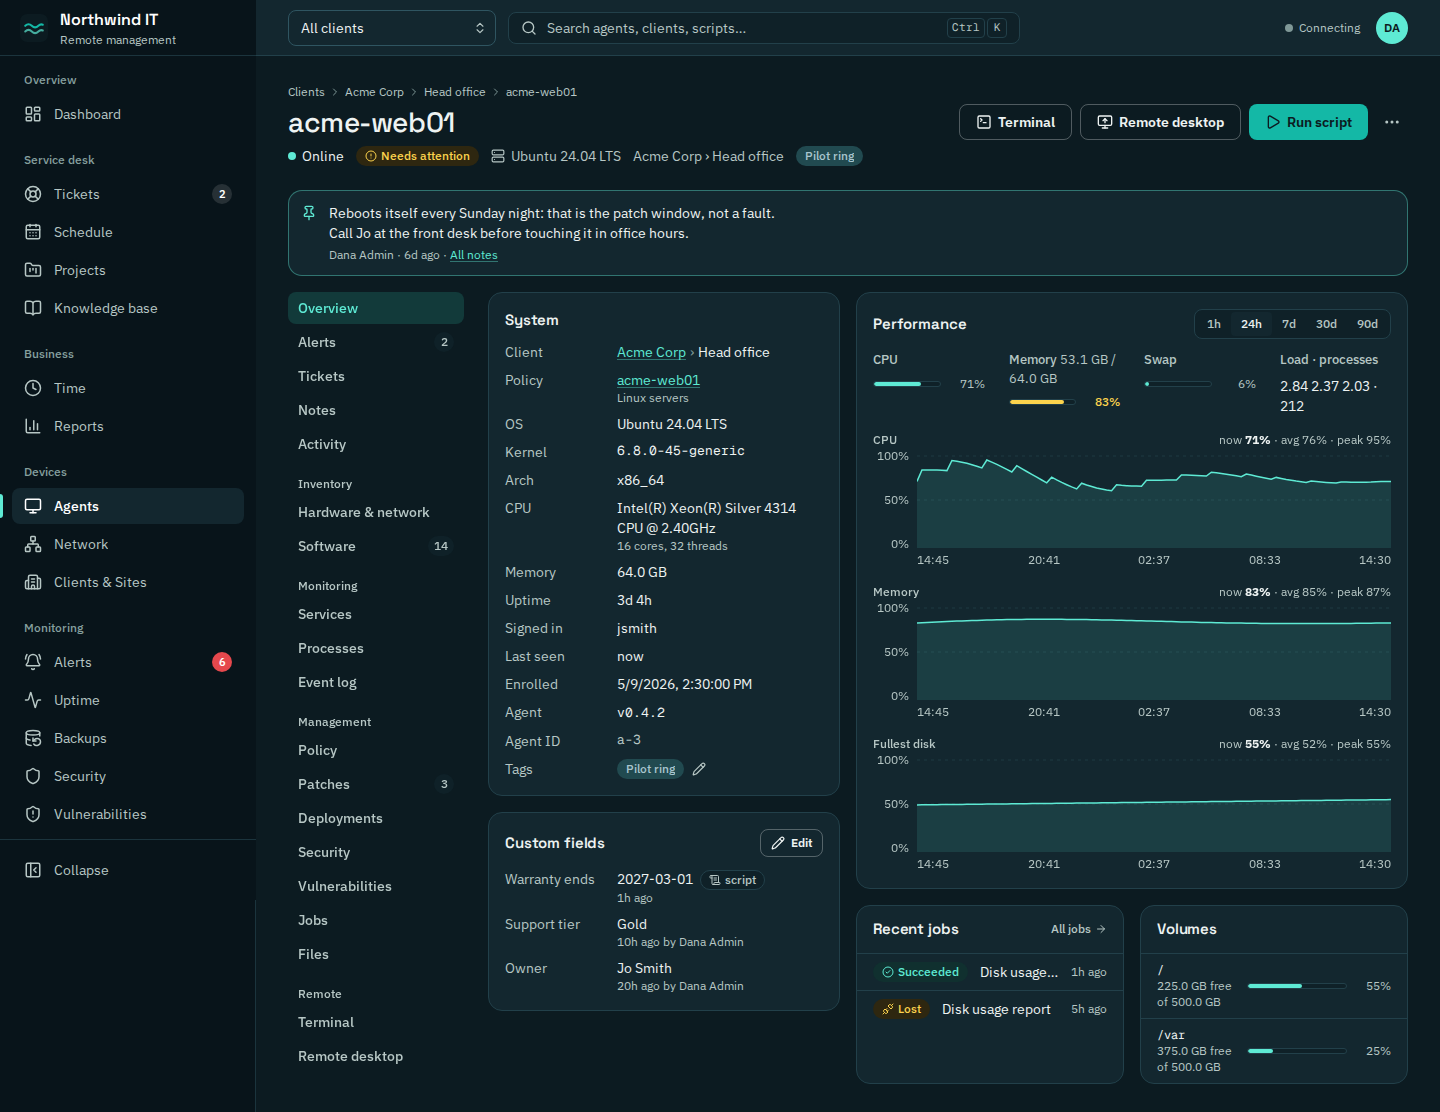 Northwind IT
Remote management
All clients
Search agents, clients, scripts...
Ctrl K
Connecting
DA
Overview
Dashboard
Service desk
Tickets 2
Schedule
Projects
Knowledge base
Business
Time
Reports
Devices
Agents
Network
Clients & Sites
Monitoring
Alerts 6
Uptime
Backups
Security
Vulnerabilities
Collapse
Clients > Acme Corp > Head office > acme-web01
acme-web01
Terminal
Remote desktop
Run script
Online
Needs attention
Ubuntu 24.04 LTS
Acme Corp › Head office
Pilot ring
Reboots itself every Sunday night: that is the patch window, not a fault.
Call Jo at the front desk before touching it in office hours.
Dana Admin · 6d ago · All notes
Overview
Alerts 2
Tickets
Notes
Activity
Inventory
Hardware & network
Software 14
Monitoring
Services
Processes
Event log
Management
Policy
Patches 3
Deployments
Security
Vulnerabilities
Jobs
Files
Remote
Terminal
Remote desktop
System
Client Acme Corp › Head office
Policy acme-web01
Linux servers
OS Ubuntu 24.04 LTS
Kernel 6.8.0-45-generic
Arch x86_64
CPU Intel(R) Xeon(R) Silver 4314
CPU @ 2.40GHz
16 cores, 32 threads
Memory 64.0 GB
Uptime 3d 4h
Signed in jsmith
Last seen now
Enrolled 5/9/2026, 2:30:00 PM
Agent v0.4.2
Agent ID a-3
Tags Pilot ring
Custom fields
Edit
Warranty ends 2027-03-01 script
1h ago
Support tier Gold
10h ago by Dana Admin
Owner Jo Smith
20h ago by Dana Admin
Performance
1h 24h 7d 30d 90d
CPU
71%
Memory 53.1 GB /
64.0 GB
83%
Swap
6%
Load · processes
2.84 2.37 2.03 ·
212
CPU now 71% · avg 76% · peak 95%
100%
50%
0%
14:45 20:41 02:37 08:33 14:30
Memory now 83% · avg 85% · peak 87%
100%
50%
0%
14:45 20:41 02:37 08:33 14:30
Fullest disk now 55% · avg 52% · peak 55%
100%
50%
0%
14:45 20:41 02:37 08:33 14:30
Recent jobs
All jobs
Succeeded Disk usage... 1h ago
Lost Disk usage report 5h ago
Volumes
/
225.0 GB free
of 500.0 GB
55%
/var
375.0 GB free
of 500.0 GB
25%